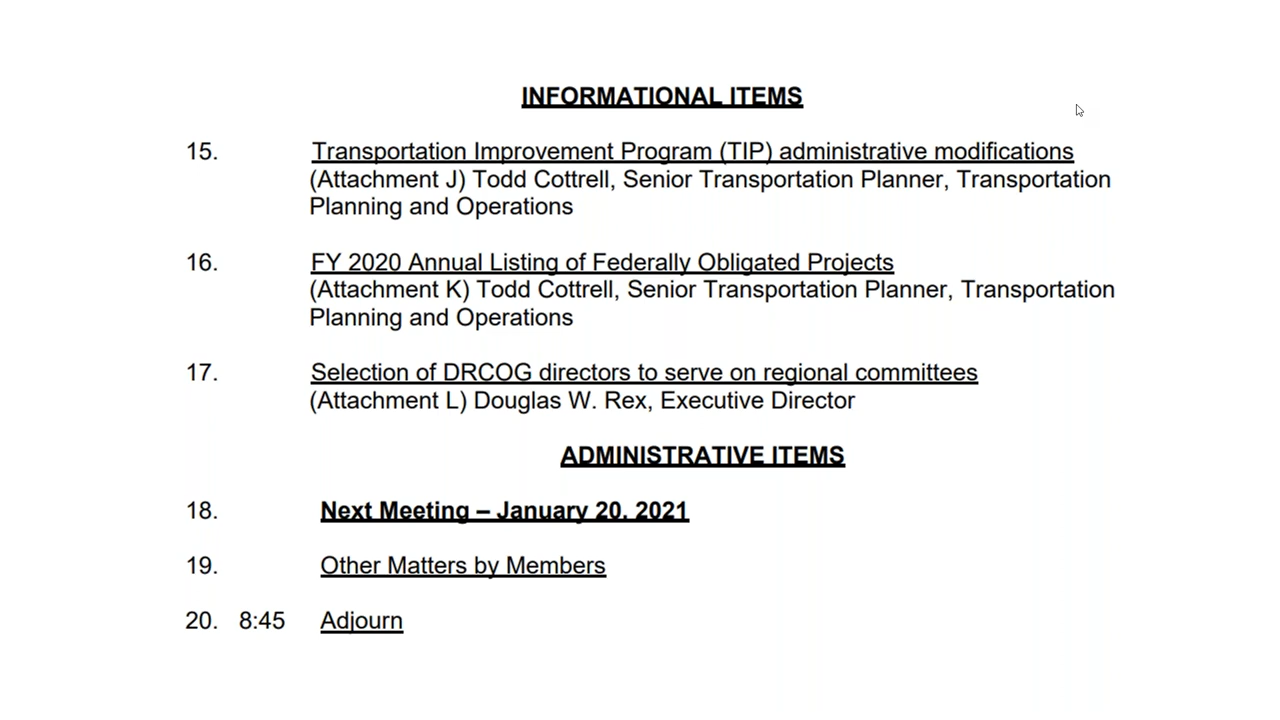 INFORMATIONAL ITEMS
15. Transportation Improvement Program (TIP) administrative modifications
(Attachment J) Todd Cottrell, Senior Transportation Planner, Transportation
Planning and Operations
16. FY 2020 Annual Listing of Federally Obligated Projects
(Attachment K) Todd Cottrell, Senior Transportation Planner, Transportation
Planning and Operations
17. Selection of DRCOG directors to serve on regional committees
(Attachment L) Douglas W. Rex, Executive Director
ADMINISTRATIVE ITEMS
18. Next Meeting – January 20, 2021
19. Other Matters by Members
20. 8:45 Adjourn